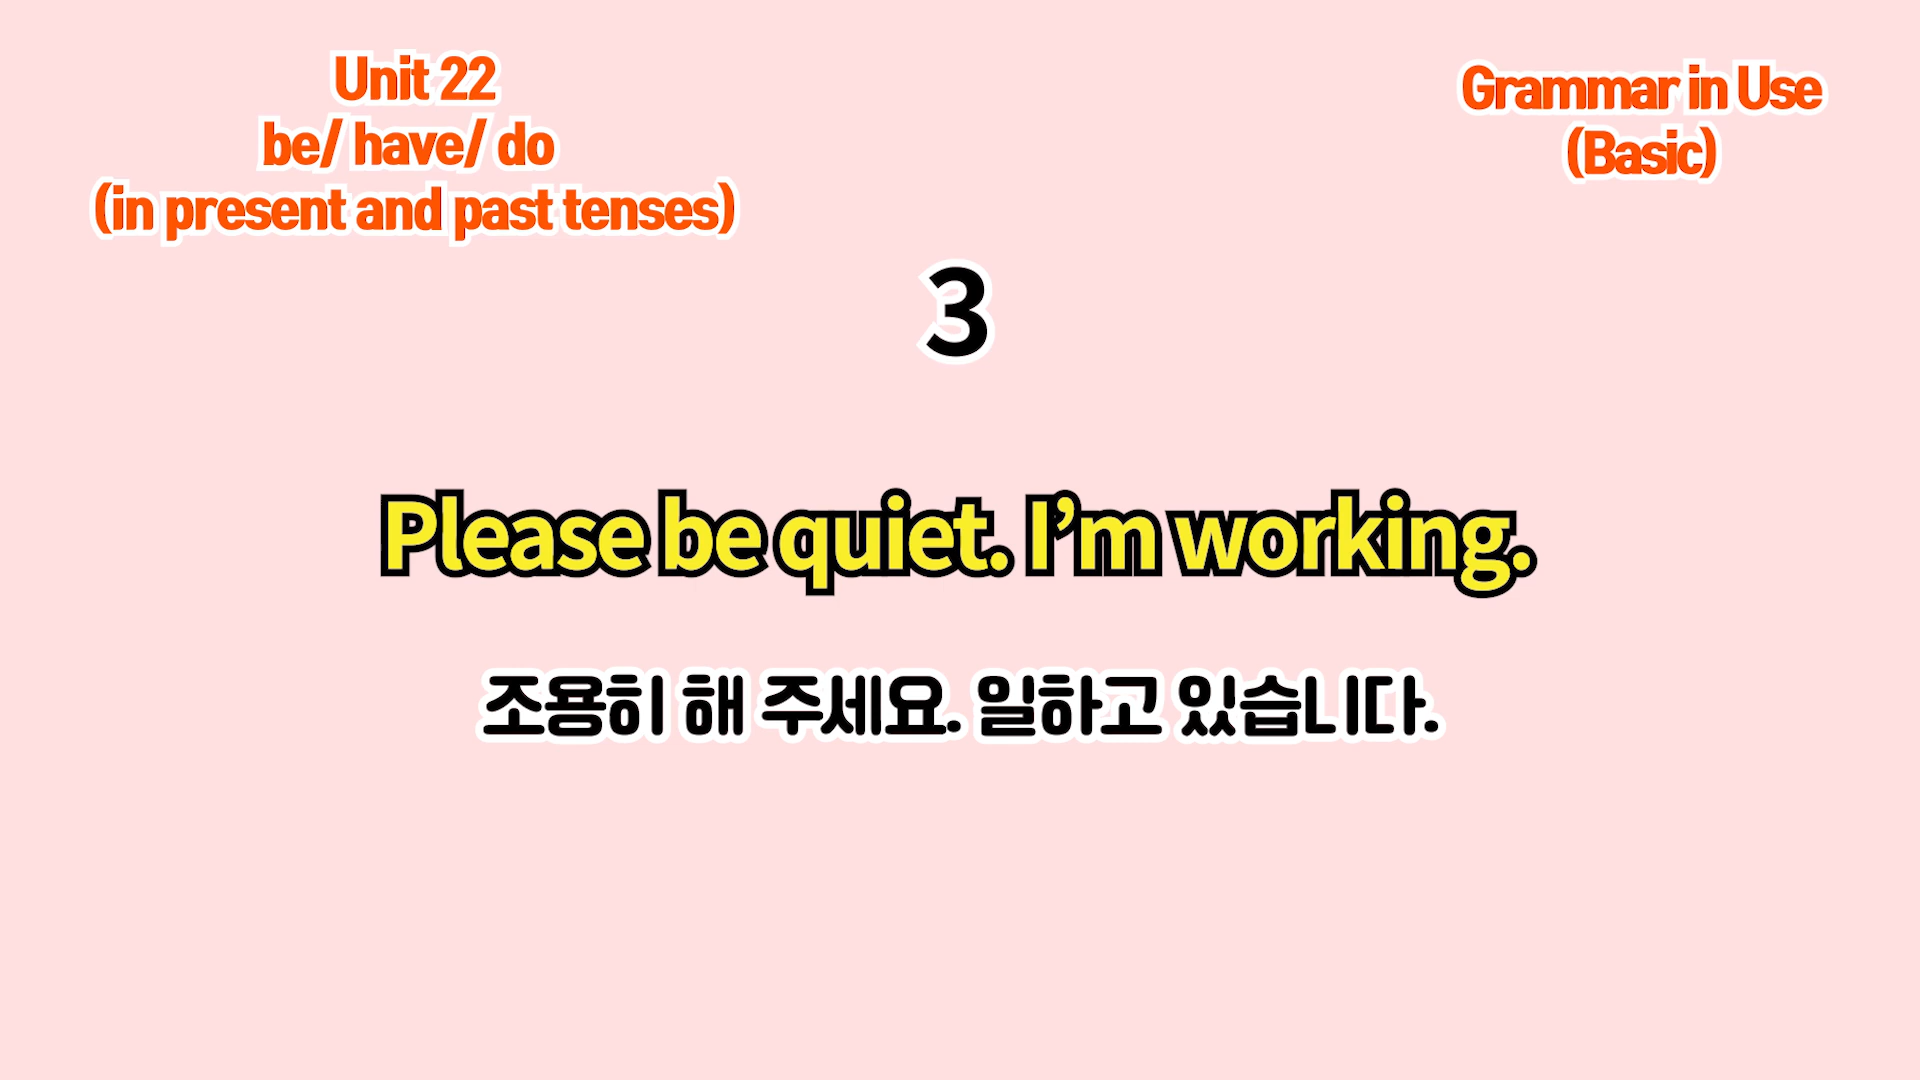 Unit 22
be/ have/ do
(in present and past tenses)
Grammar in Use
(Basic)
3
Please be quiet. I’m working.
조용히 해 주세요. 일하고 있습니다.